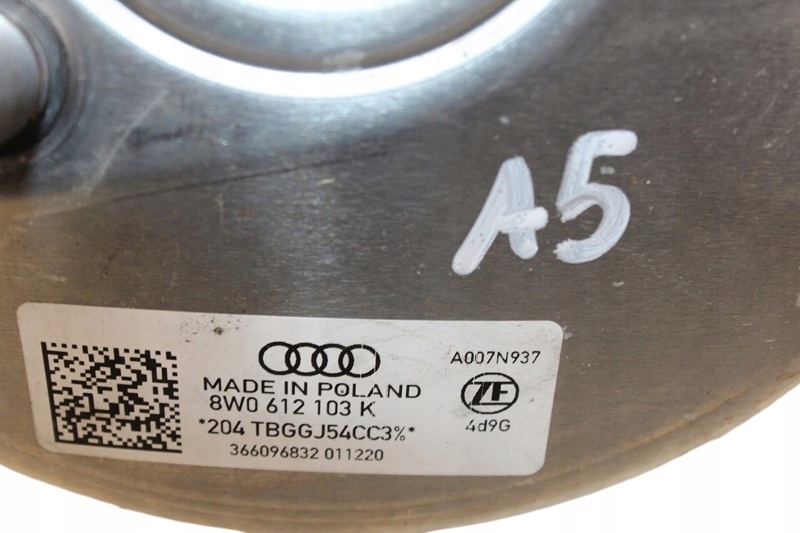 A5
A007N937
MADE IN POLAND
8W0 612 103 K
ZF
*204 TBGGJ54CC3%*
4d9G
366096832 011220